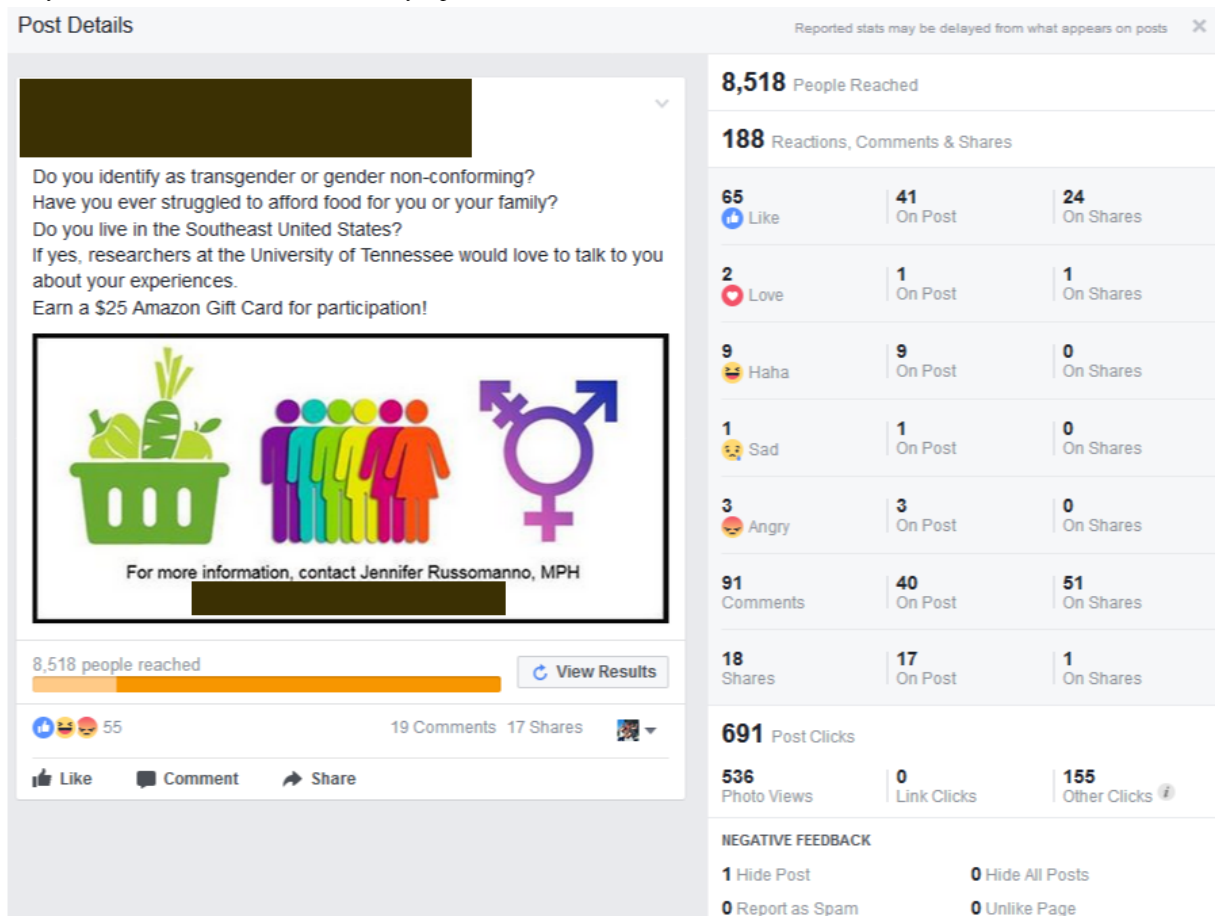 Post Details
Reported stats may be delayed from what appears on posts
Do you identify as transgender or gender non-conforming?
Have you ever struggled to afford food for you or your family?
Do you live in the Southeast United States?
If yes, researchers at the University of Tennessee would love to talk to you
about your experiences.
Earn a $25 Amazon Gift Card for participation!
For more information, contact Jennifer Russomanno, MPH
8,518 people reached
View Results
55
19 Comments 17 Shares
Like Comment Share
8,518 People Reached
188 Reactions, Comments & Shares
65 41 24
Like On Post On Shares
2 1 1
Love On Post On Shares
9 9 0
Haha On Post On Shares
1 1 0
Sad On Post On Shares
3 3 0
Angry On Post On Shares
91 40 51
Comments On Post On Shares
18 17 1
Shares On Post On Shares
691 Post Clicks
536 0 155
Photo Views Link Clicks Other Clicks
NEGATIVE FEEDBACK
1 Hide Post 0 Hide All Posts
0 Report as Spam 0 Unlike Page